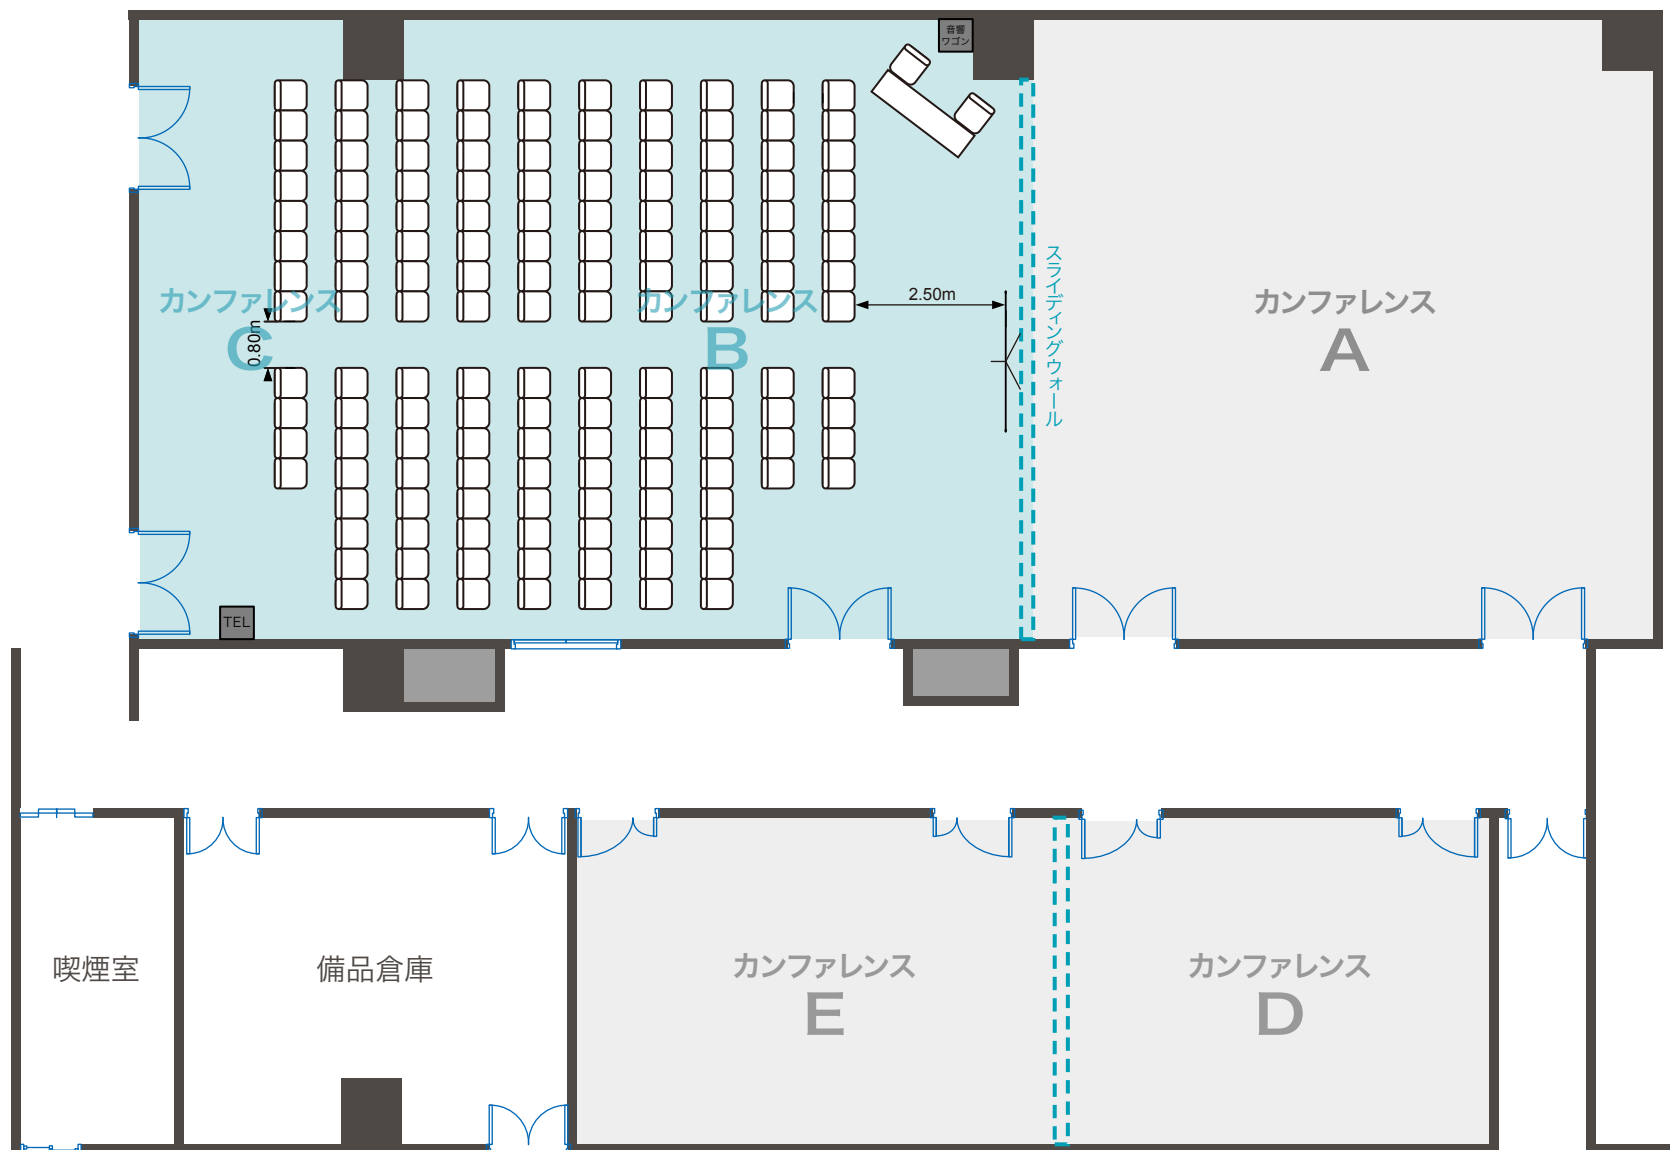 音響
ワゴン
2.50m
カンファレンス
C
0.80m
カンファレンス
B
スライディングウォール
カンファレンス
A
TEL
喫煙室
備品倉庫
カンファレンス
E
カンファレンス
D